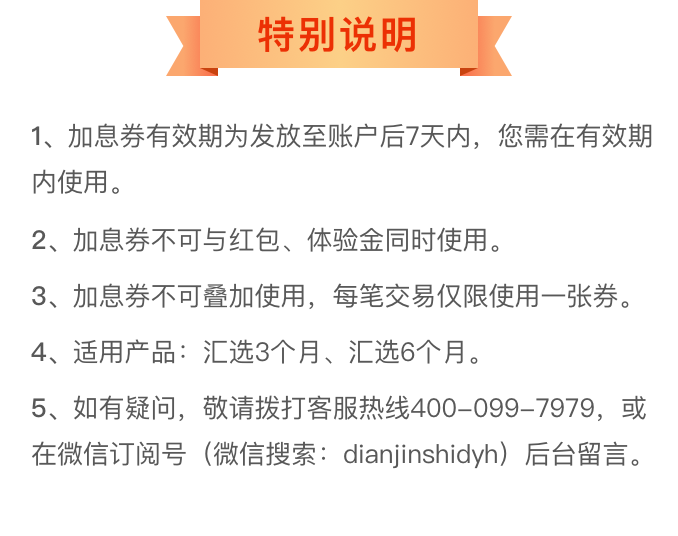 特别说明
1、加息券有效期为发放至账户后7天内，您需在有效期
内使用。
2、加息券不可与红包、体验金同时使用。
3、加息券不可叠加使用，每笔交易仅限使用一张券。
4、适用产品：汇选3个月、汇选6个月。
5、如有疑问，敬请拨打客服热线400-099-7979，或
在微信订阅号（微信搜索：dianjinshidyh）后台留言。